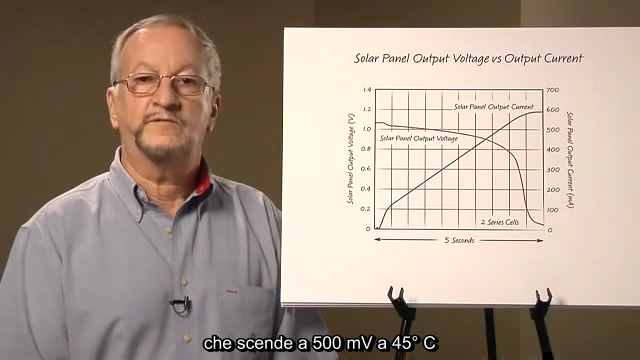 Solar Panel Output Voltage vs Output Current
1.4
1.2
1.0
0.8
0.6
0.4
0.2
0
Solar Panel Output Voltage (V)
Solar Panel Output Current
Solar Panel Output Voltage
2 Series Cells
700
600
500
400
300
200
100
0
Solar Panel Output Current (mA)
5 Seconds
che scende a 500 mV a 45° C